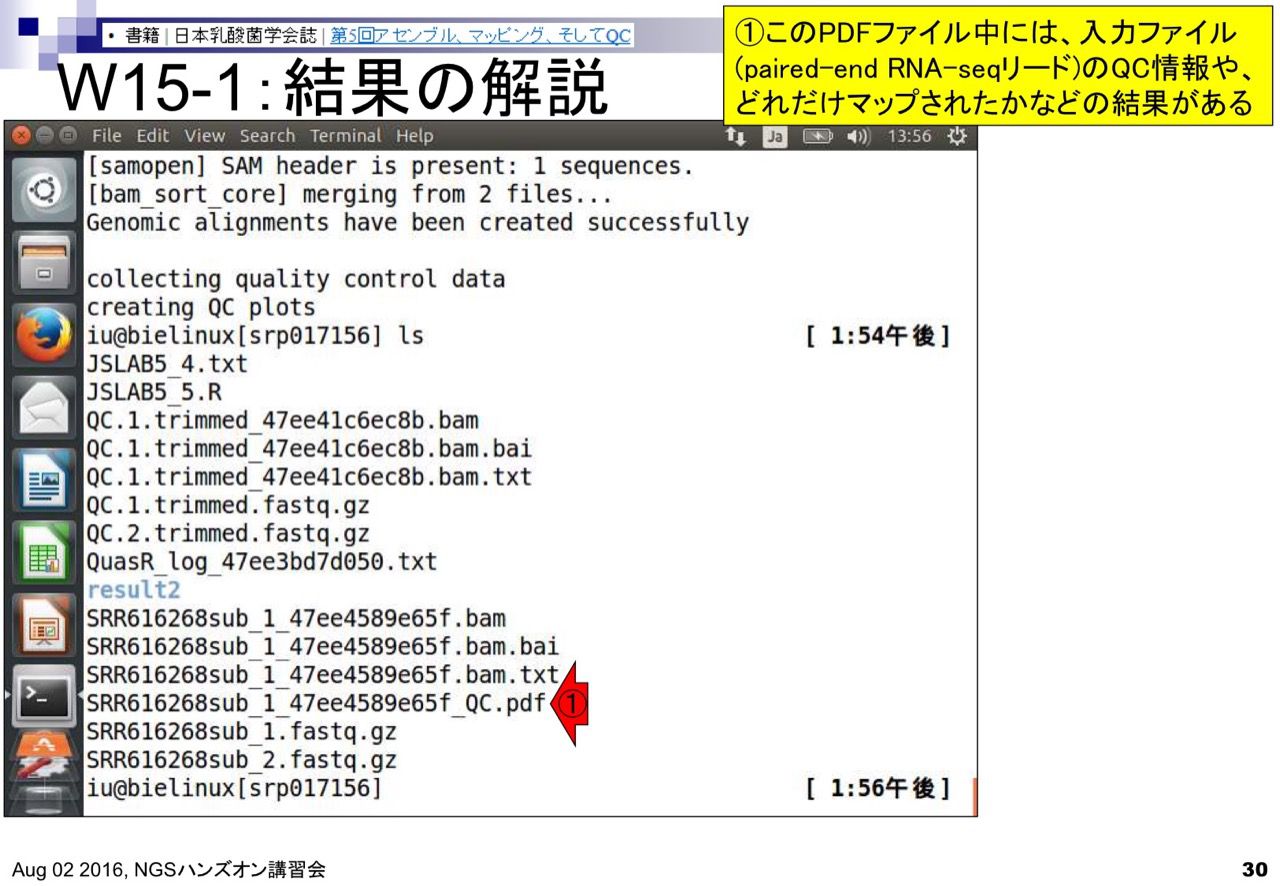 • 書籍 | 日本乳酸菌学会誌 | 第5回アセンブル、マッピング、そしてQC
W15-1：結果の解説
①このPDFファイル中には、入力ファイル
(paired-end RNA-seqリード)のQC情報や、
どれだけマップされたかなどの結果がある
File Edit View Search Terminal Help Ja 13:56
[samopen] SAM header is present: 1 sequences.
[bam_sort_core] merging from 2 files...
Genomic alignments have been created successfully
collecting quality control data
creating QC plots
iu@bielinux[srp017156] ls [ 1:54午後]
JSLAB5_4.txt
JSLAB5_5.R
QC.1.trimmed_47ee41c6ec8b.bam
QC.1.trimmed_47ee41c6ec8b.bam.bai
QC.1.trimmed_47ee41c6ec8b.bam.txt
QC.1.trimmed.fastq.gz
QC.2.trimmed.fastq.gz
QuasR_log_47ee3bd7d050.txt
result2
SRR616268sub_1_47ee4589e65f.bam
SRR616268sub_1_47ee4589e65f.bam.bai
SRR616268sub_1_47ee4589e65f.bam.txt
SRR616268sub_1_47ee4589e65f_QC.pdf ①
SRR616268sub_1.fastq.gz
SRR616268sub_2.fastq.gz
iu@bielinux[srp017156] [ 1:56午後]
Aug 02 2016, NGSハンズオン講習会
30